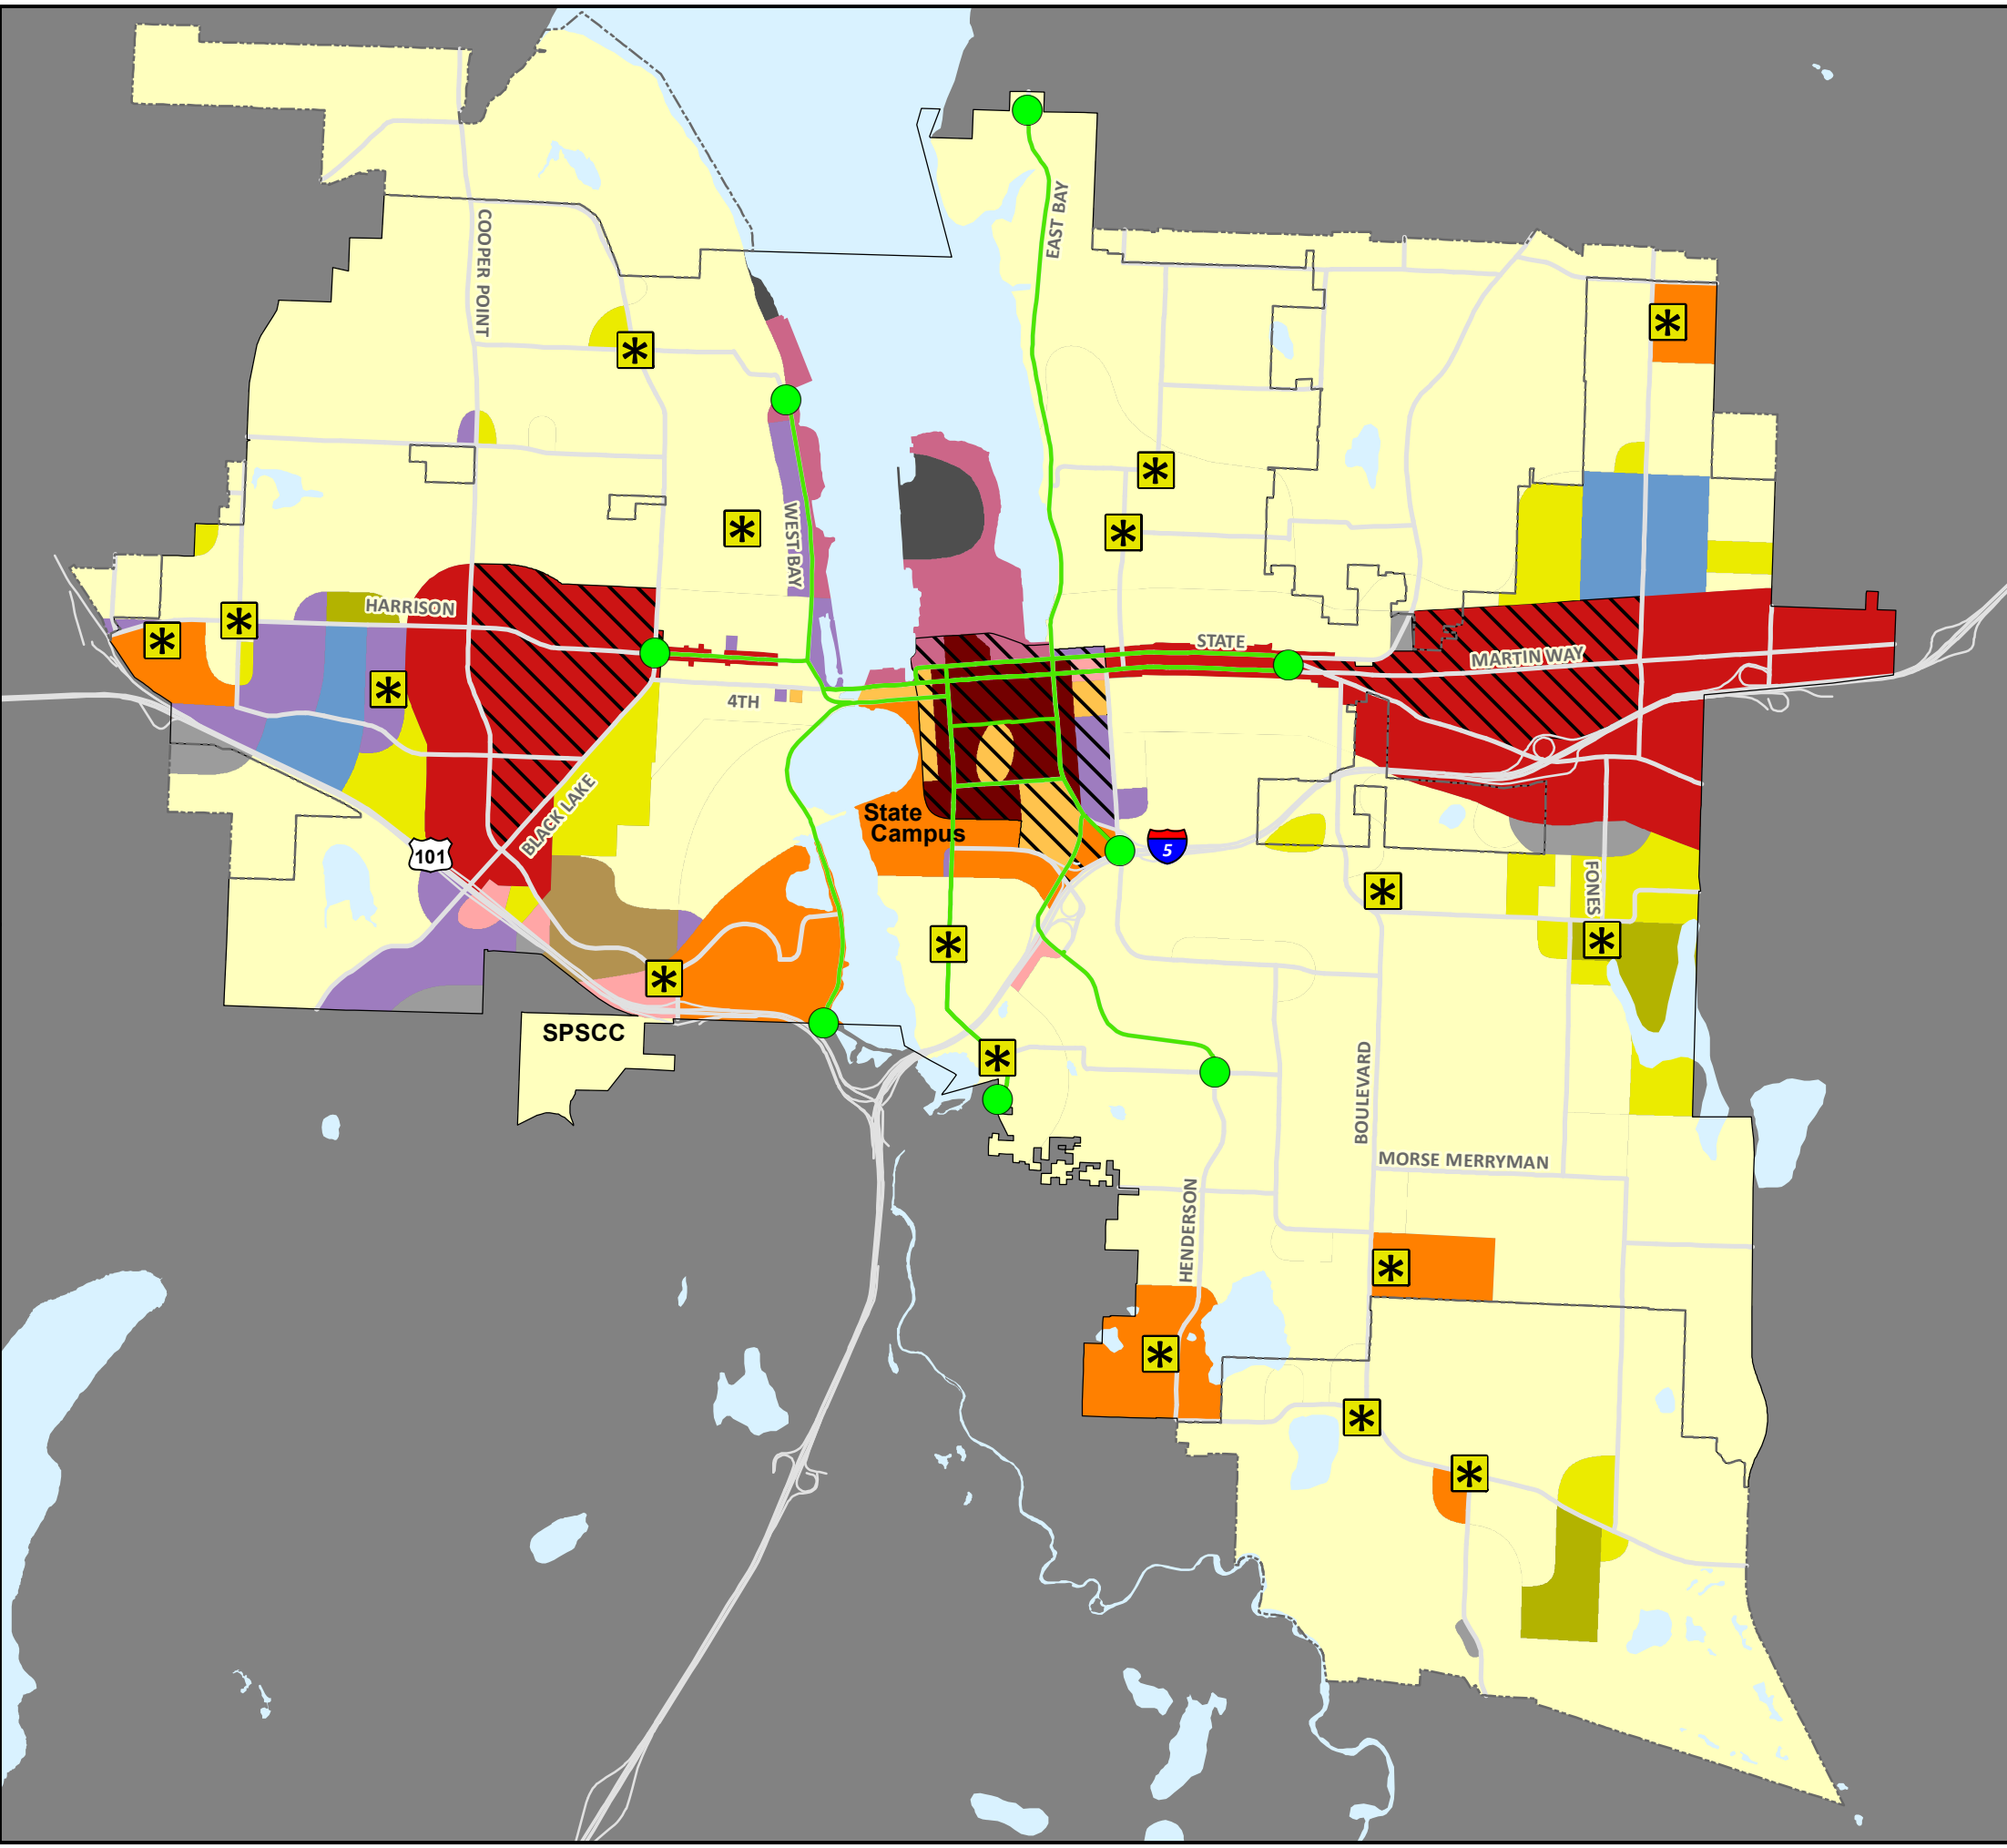 COOPER POINT
EAST BAY
WEST BAY
HARRISON
STATE
MARTIN WAY
4TH
BLACK LAKE
State
Campus
101
5
FONES
SPSCC
BOULEVARD
MORSE MERRYMAN
HENDERSON